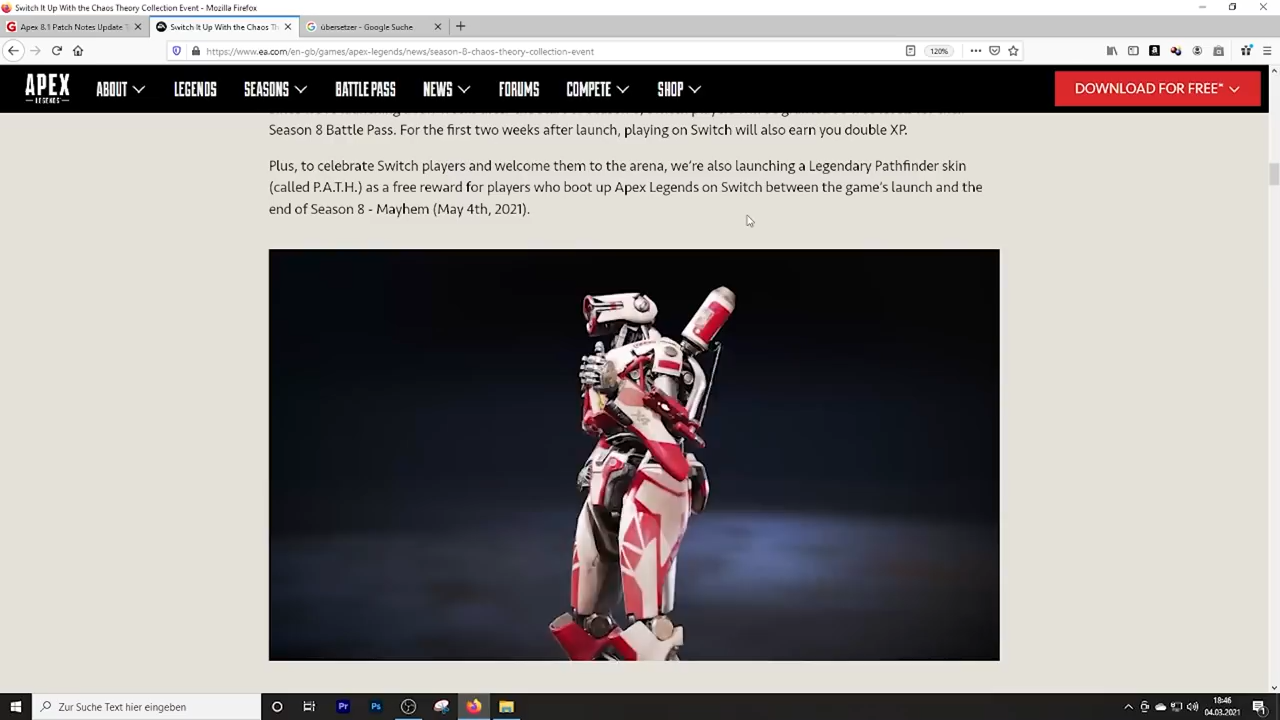 Switch It Up With the Chaos Theory Collection Event - Mozilla Firefox
Apex 8.1 Patch Notes Update T
Switch It Up With the Chaos Th
übersetzer - Google Suche
https://www.ea.com/en-gb/games/apex-legends/news/season-8-chaos-theory-collection-event
120%
APEX
LEGENDS
ABOUT
LEGENDS
SEASONS
BATTLE PASS
NEWS
FORUMS
COMPETE
SHOP
DOWNLOAD FOR FREE*
Season 8 Battle Pass. For the first two weeks after launch, playing on Switch will also earn you double XP.
Plus, to celebrate Switch players and welcome them to the arena, we're also launching a Legendary Pathfinder skin
(called P.A.T.H.) as a free reward for players who boot up Apex Legends on Switch between the game's launch and the
end of Season 8 - Mayhem (May 4th, 2021).
Zur Suche Text hier eingeben
Pr
Ps
18:46
04.03.2021
1